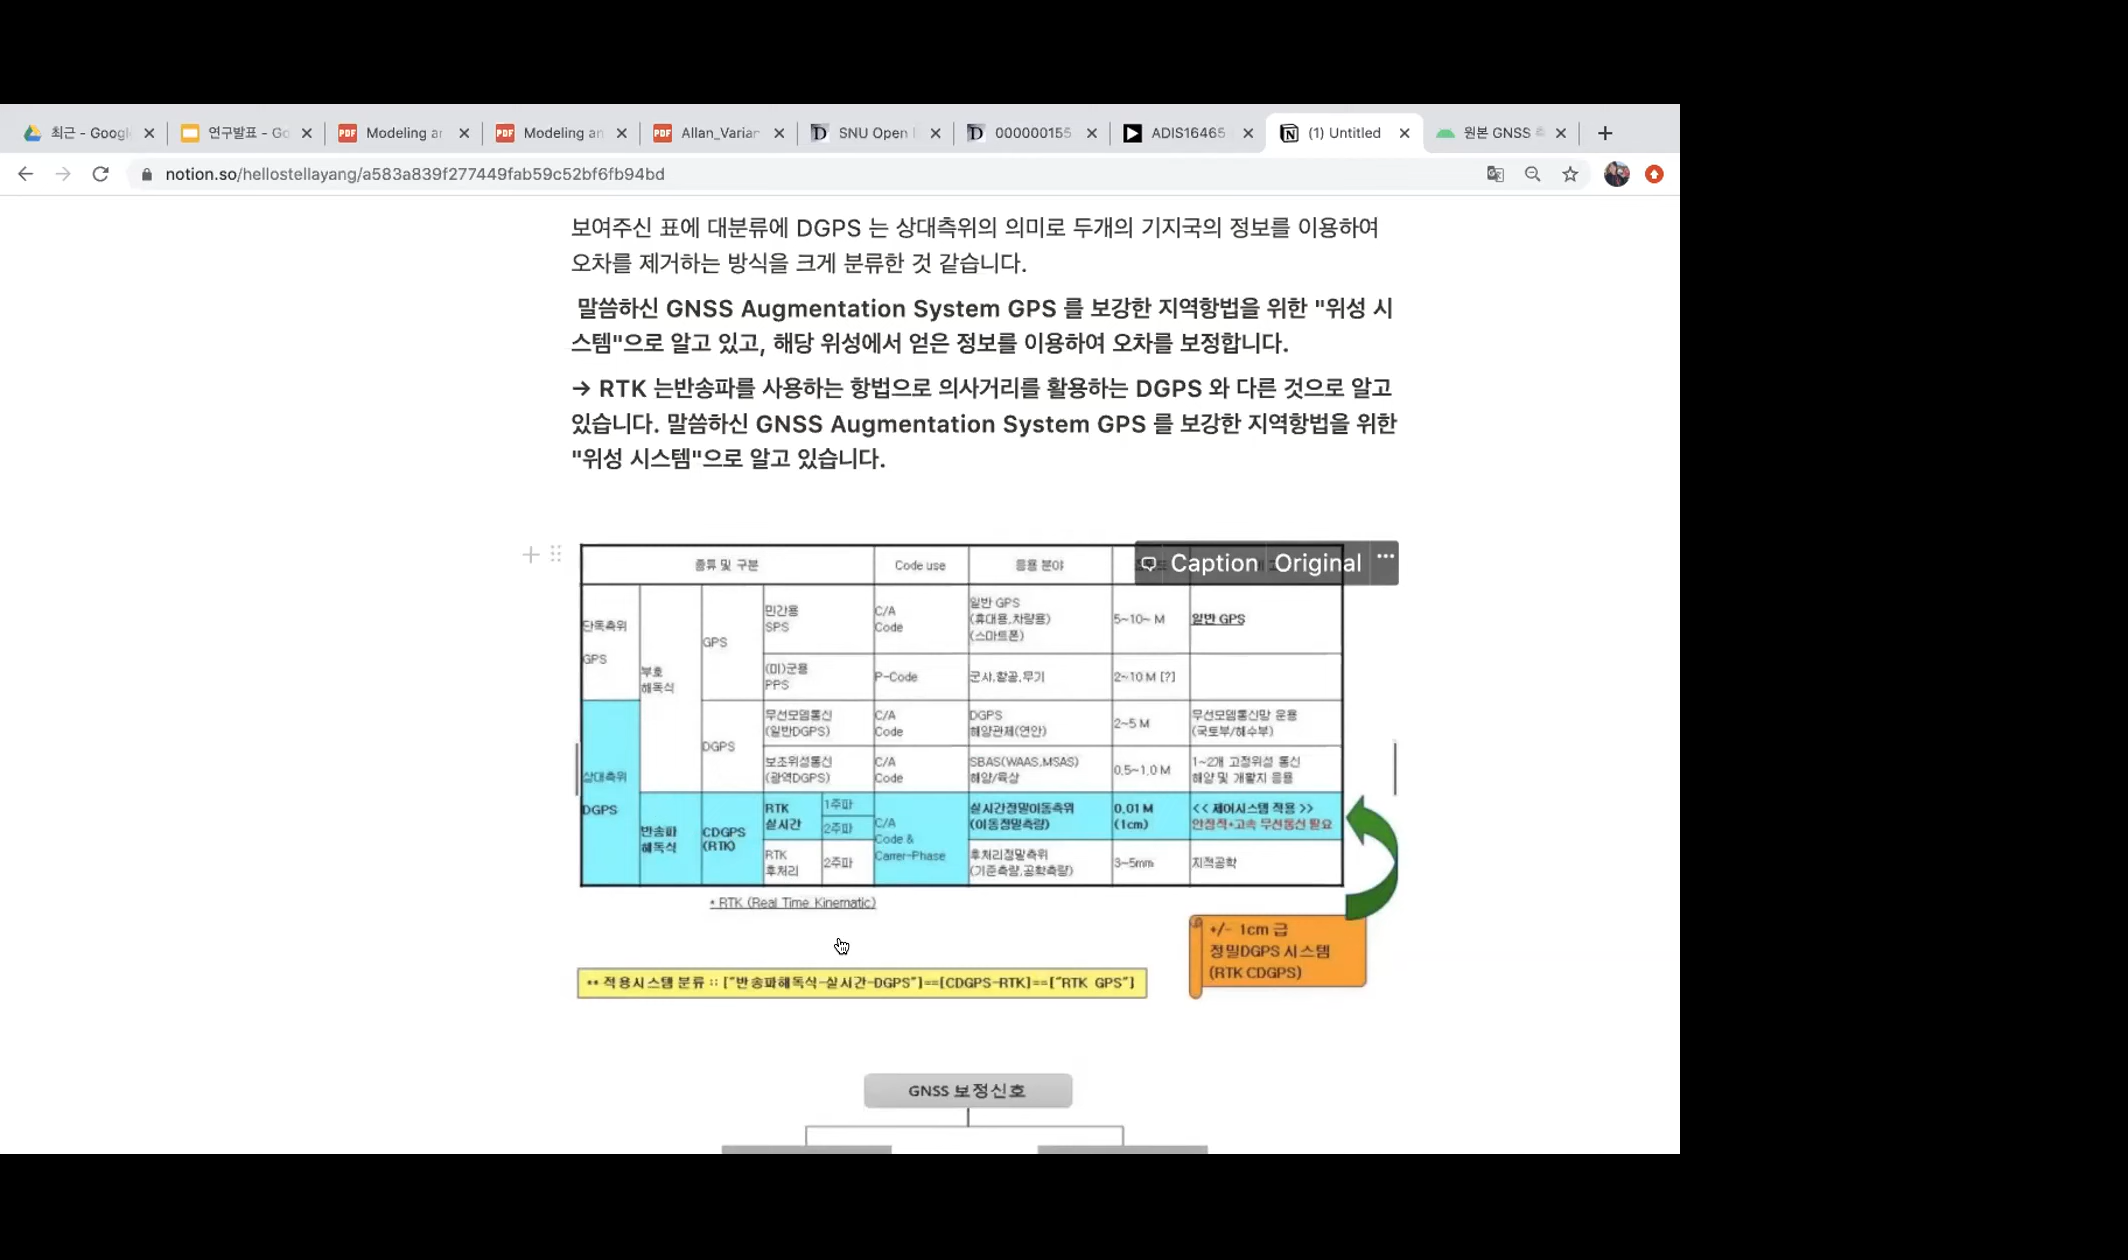 최근 - Googl
연구발표 - Go
Modeling ar
Modeling an
Allan_Varian
SNU Open
000000155
ADIS16465
(1) Untitled
원본 GNSS
notion.so/hellostellayang/a583a839f277449fab59c52bf6fb94bd
보여주신 표에 대분류에 DGPS 는 상대측위의 의미로 두개의 기지국의 정보를 이용하여
오차를 제거하는 방식을 크게 분류한 것 같습니다.
말씀하신 GNSS Augmentation System GPS 를 보강한 지역항법을 위한 "위성 시
스템"으로 알고 있고, 해당 위성에서 얻은 정보를 이용하여 오차를 보정합니다.
→ RTK 는반송파를 사용하는 항법으로 의사거리를 활용하는 DGPS 와 다른 것으로 알고
있습니다. 말씀하신 GNSS Augmentation System GPS 를 보강한 지역항법을 위한
"위성 시스템"으로 알고 있습니다.
종류 및 구분
Code use
응용 분야
Caption
Original
단독측위
GPS
부호
해독식
GPS
민간용
SPS
C/A
Code
일반 GPS
(휴대용,차량용)
(스마트폰)
5~10~ M
일반 GPS
(미)군용
PPS
P-Code
군사,항공,무기
2~10 M [?]
상대측위
DGPS
DGPS
무선모뎀통신
(일반DGPS)
C/A
Code
DGPS
해양관제(연안)
2~5 M
무선모뎀통신망 운용
(국토부/해수부)
보조위성통신
(광역DGPS)
C/A
Code
SBAS(WAAS,MSAS)
해양/육상
0.5~1.0 M
1~2개 고정위성 통신
해양 및 개활지 응용
반송파
해독식
CDGPS
(RTK)
RTK
실시간
1주파
2주파
C/A
Code &
Carrer-Phase
실시간정밀이동측위
(이동정밀측량)
0.01 M
(1cm)
<< 제어시스템 적용 >>
안정적+고속 무선통신 필요
RTK
후처리
2주파
후처리정밀측위
(기준측량,공학측량)
3~5mm
지적공학
* RTK (Real Time Kinematic)
+/- 1cm 급
정밀DGPS 시스템
(RTK CDGPS)
** 적용시스템 분류 :: ["반송파해독식-실시간-DGPS"]==[CDGPS-RTK]==["RTK GPS"]
GNSS 보정신호